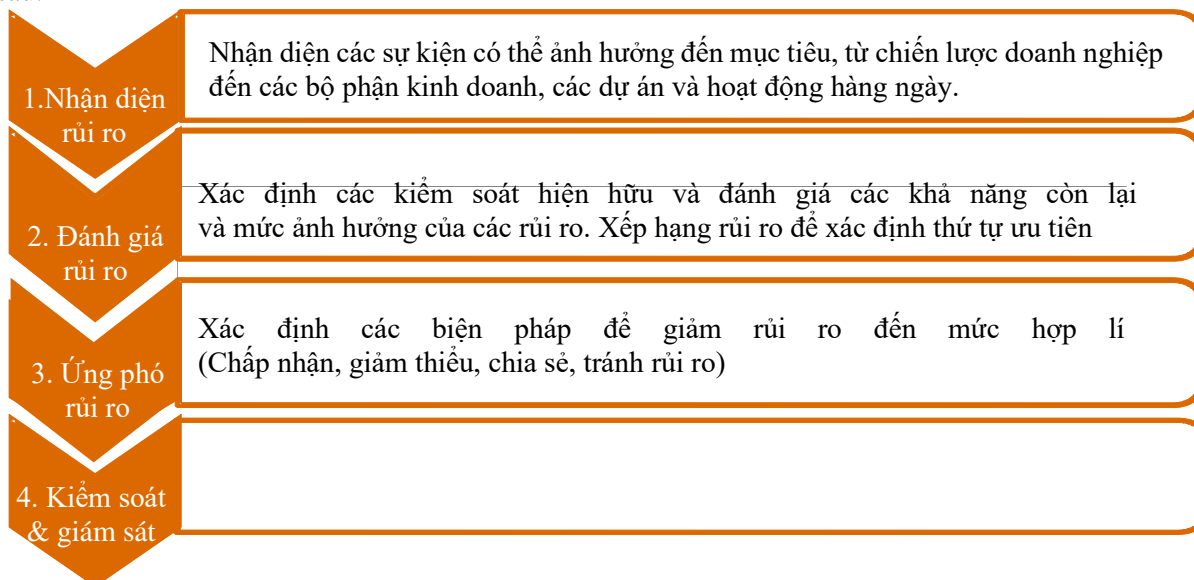 1.Nhận diện
rủi ro
Nhận diện các sự kiện có thể ảnh hưởng đến mục tiêu, từ chiến lược doanh nghiệp
đến các bộ phận kinh doanh, các dự án và hoạt động hàng ngày.
2. Đánh giá
rủi ro
Xác định các kiểm soát hiện hữu và đánh giá các khả năng còn lại
và mức ảnh hưởng của các rủi ro. Xếp hạng rủi ro để xác định thứ tự ưu tiên
3. Ứng phó
rủi ro
Xác định các biện pháp để giảm rủi ro đến mức hợp lí
(Chấp nhận, giảm thiểu, chia sẻ, tránh rủi ro)
4. Kiểm soát
& giám sát